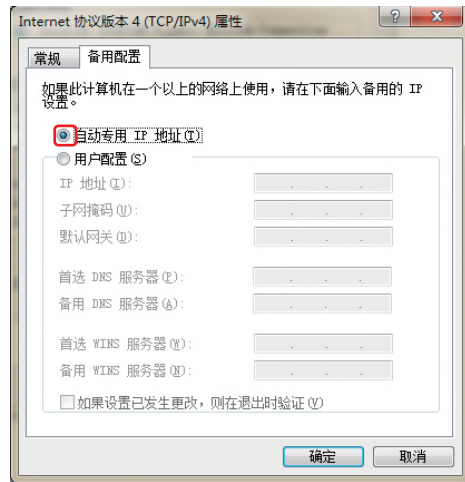 Internet 协议版本 4 (TCP/IPv4) 属性
常规 备用配置
如果此计算机在一个以上的网络上使用，请在下面输入备用的 IP
设置。
自动专用 IP 地址(T)
用户配置(S)
IP 地址(I):
子网掩码(U):
默认网关(D):
首选 DNS 服务器(P):
备用 DNS 服务器(A):
首选 WINS 服务器(W):
备用 WINS 服务器(N):
如果设置已发生更改，则在退出时验证(V)
确定 取消